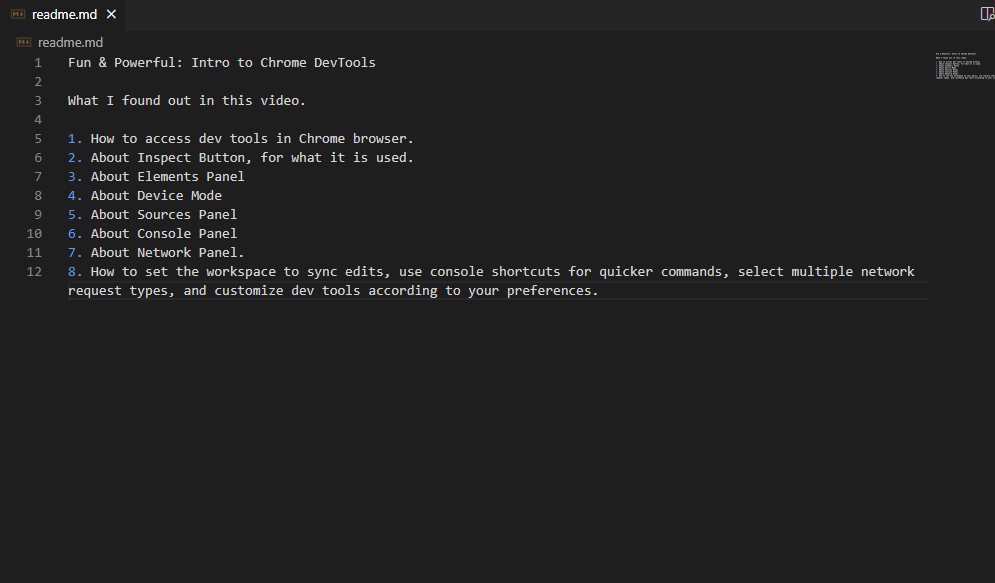 readme.md
readme.md
1 Fun & Powerful: Intro to Chrome DevTools
2
3 What I found out in this video.
4
5 1. How to access dev tools in Chrome browser.
6 2. About Inspect Button, for what it is used.
7 3. About Elements Panel
8 4. About Device Mode
9 5. About Sources Panel
10 6. About Console Panel
11 7. About Network Panel.
12 8. How to set the workspace to sync edits, use console shortcuts for quicker commands, select multiple network
request types, and customize dev tools according to your preferences.